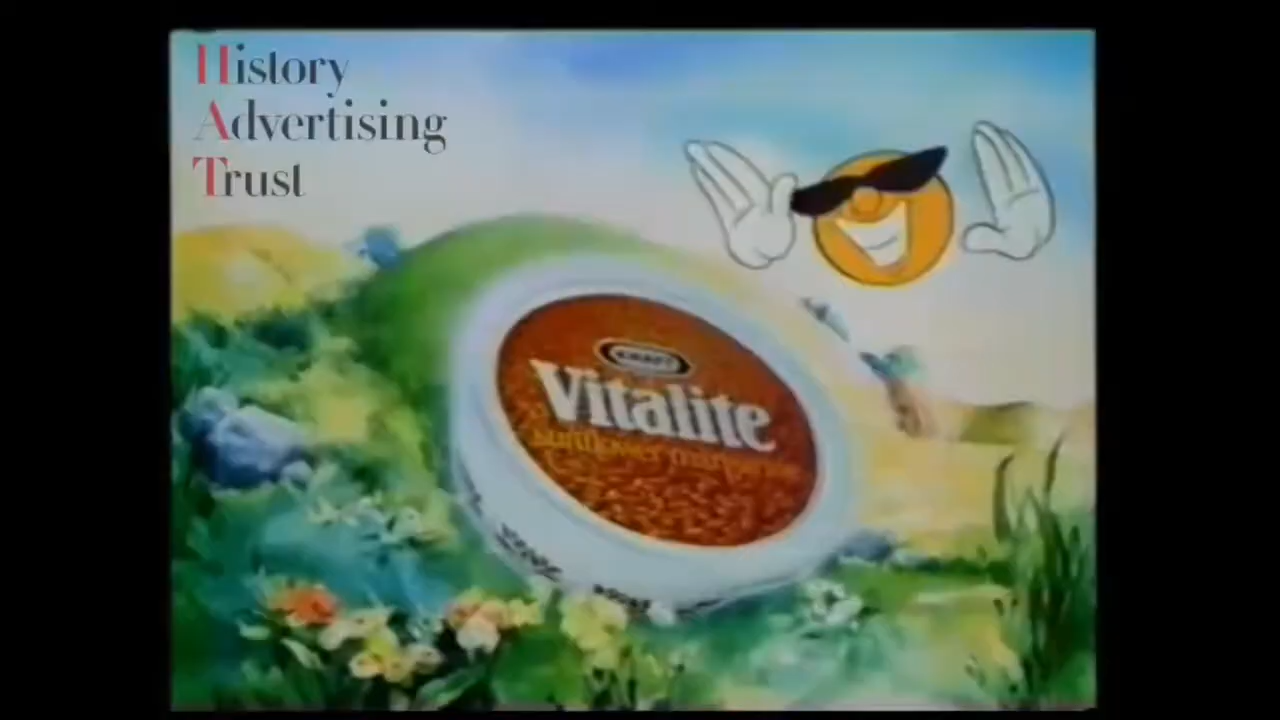 History
Advertising
Trust
KRAFT
Vitalite
sunflower margarine